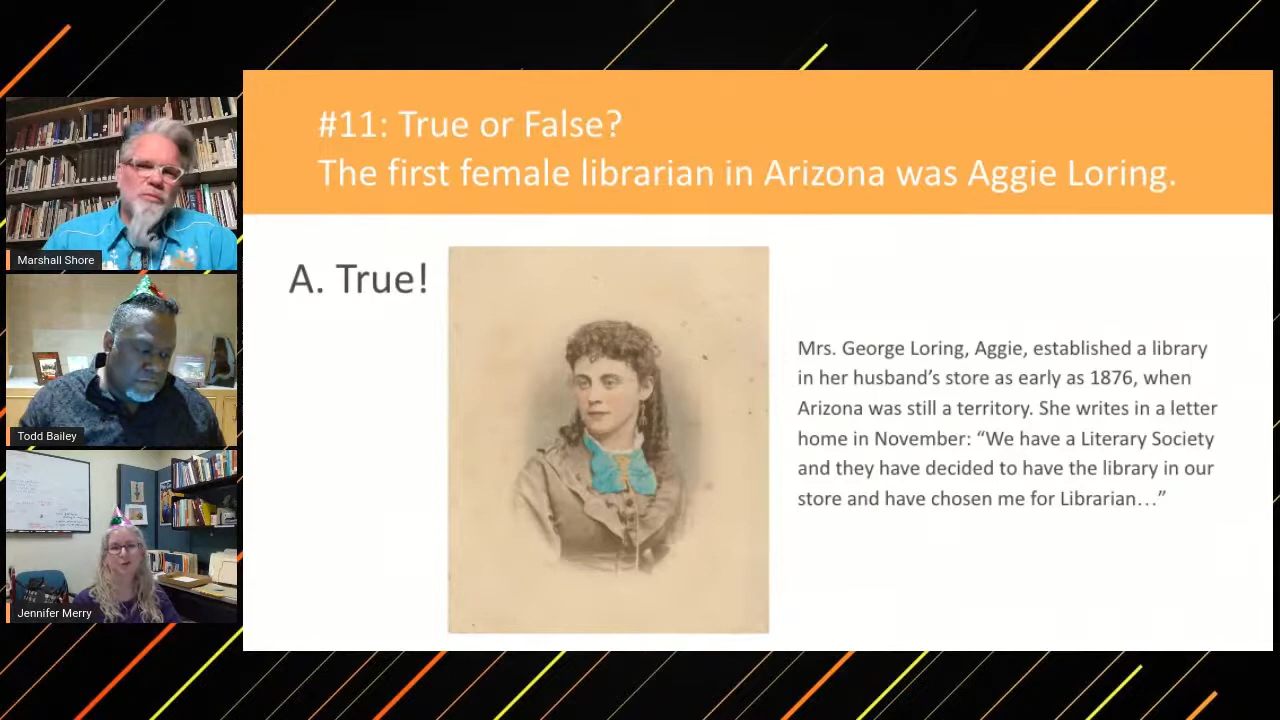 #11: True or False?
The first female librarian in Arizona was Aggie Loring.
A. True!
Mrs. George Loring, Aggie, established a library
in her husband’s store as early as 1876, when
Arizona was still a territory. She writes in a letter
home in November: “We have a Literary Society
and they have decided to have the library in our
store and have chosen me for Librarian…”
Marshall Shore
Todd Bailey
Jennifer Merry